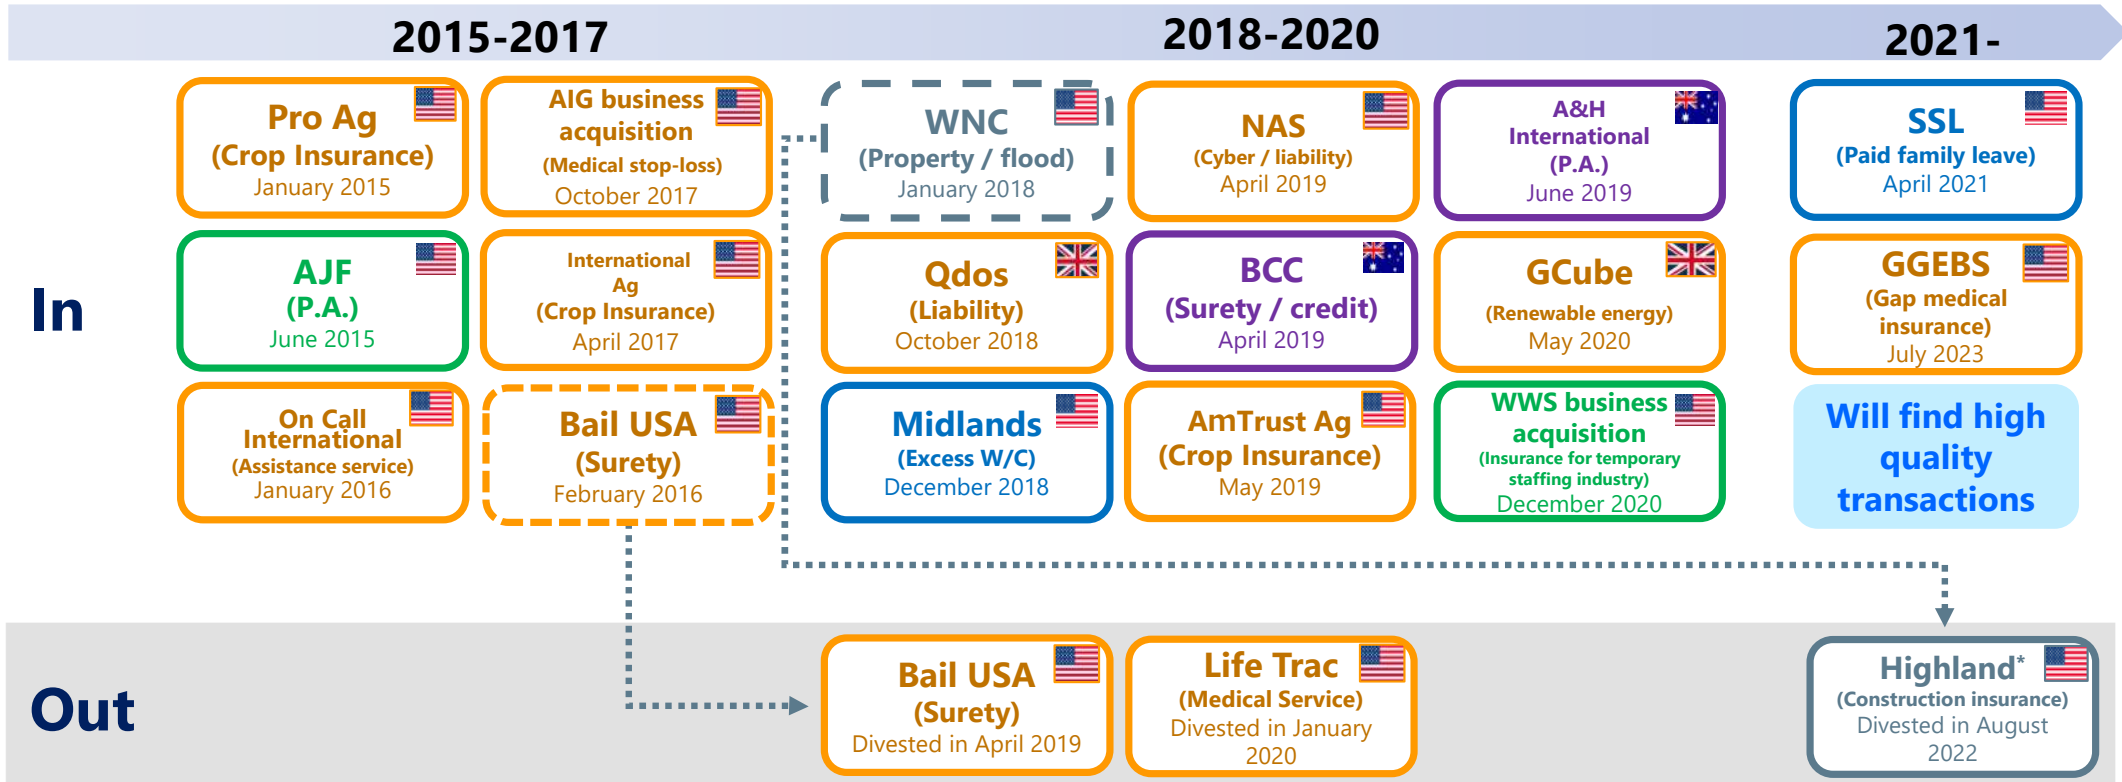 2015-2017
2018-2020
2021-
In
Pro Ag
(Crop Insurance)
January 2015
AIG business
acquisition
(Medical stop-loss)
October 2017
AJF
(P.A.)
June 2015
International
Ag
(Crop Insurance)
April 2017
On Call
International
(Assistance service)
January 2016
Bail USA
(Surety)
February 2016
WNC
(Property / flood)
January 2018
NAS
(Cyber / liability)
April 2019
A&H
International
(P.A.)
June 2019
Qdos
(Liability)
October 2018
BCC
(Surety / credit)
April 2019
GCube
(Renewable energy)
May 2020
Midlands
(Excess W/C)
December 2018
AmTrust Ag
(Crop Insurance)
May 2019
WWS business
acquisition
(Insurance for temporary
staffing industry)
December 2020
SSL
(Paid family leave)
April 2021
GGEBS
(Gap medical
insurance)
July 2023
Will find high
quality
transactions
Out
Bail USA
(Surety)
Divested in April 2019
Life Trac
(Medical Service)
Divested in January
2020
Highland*
(Construction insurance)
Divested in August
2022